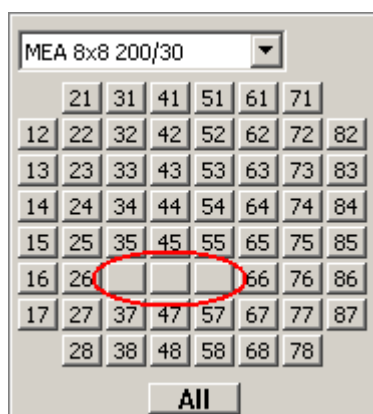 MEA 8x8 200/30
21 31 41 51 61 71
12 22 32 42 52 62 72 82
13 23 33 43 53 63 73 83
14 24 34 44 54 64 74 84
15 25 35 45 55 65 75 85
16 26 66 76 86
17 27 37 47 57 67 77 87
28 38 48 58 68 78
All